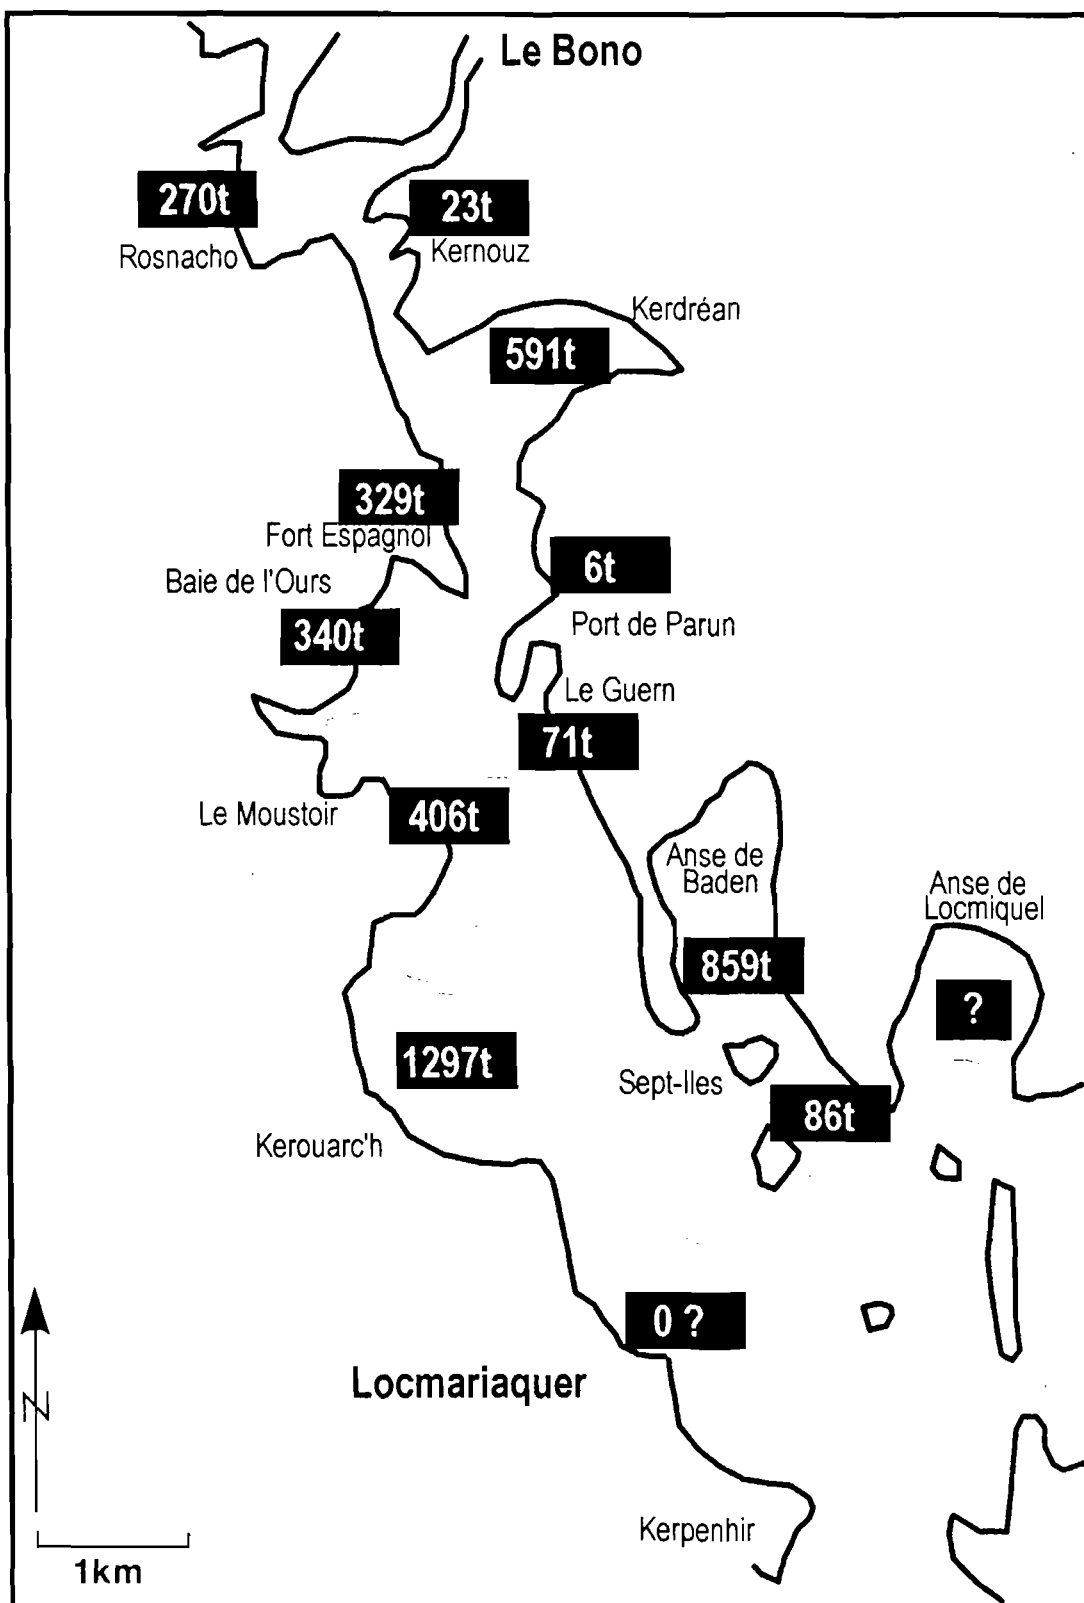 Le Bono
270t
23t
Rosnacho
Kernouz
Kerdréan
591t
329t
Fort Espagnol
6t
Baie de l'Ours
340t
Port de Parun
Le Guern
71t
Le Moustoir
406t
Anse de
Baden
Anse de
Locmiquel
859t
?
1297t
Sept-Iles
86t
Kerouarc'h
0 ?
Locmariaquer
N
Kerpenhir
1km